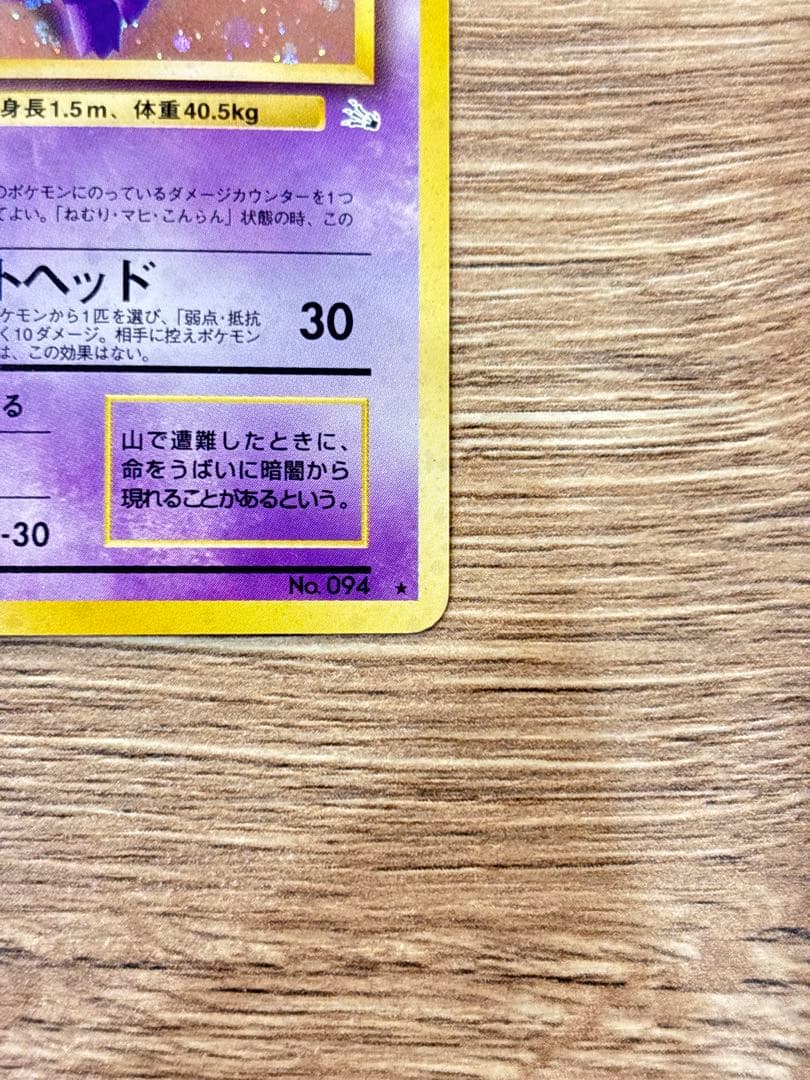 身長1.5m、体重40.5kg
のポケモンにのっているダメージカウンターを1つ
てよい。「ねむり・マヒ・こんらん」状態の時、この
トヘッド
ケモンから1匹を選び、「弱点・抵抗
く10ダメージ。相手に控えポケモン
は、この効果はない。
30
る
山で遭難したときに、
命をうばいに暗闇から
現れることがあるという。
-30
No. 094 ★